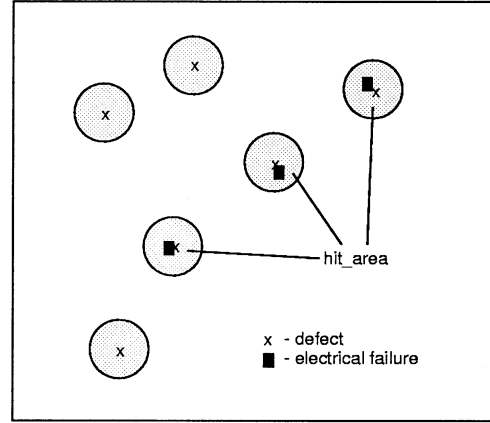 x
x
x
x
x
x
hit_area
x - defect
- electrical failure